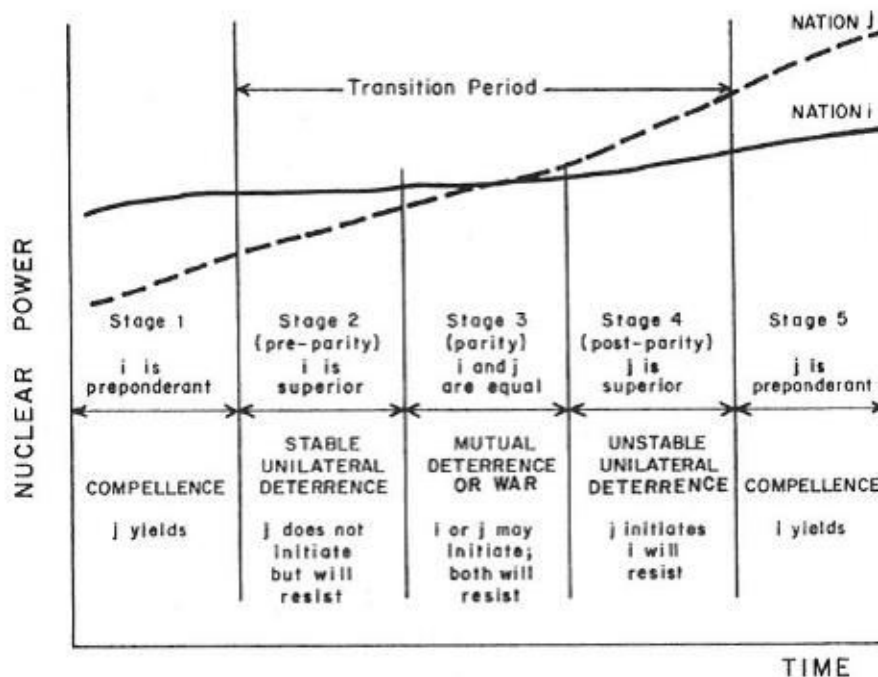 NATION j
Transition Period
NATION i
NUCLEAR POWER
Stage 1
i is
preponderant
Stage 2
(pre-parity)
i is
superior
Stage 3
(parity)
i and j
are equal
Stage 4
(post-parity)
j is
superior
Stage 5
j is
preponderant
COMPELLENCE
j yields
STABLE
UNILATERAL
DETERRENCE
j does not
initiate
but will
resist
MUTUAL
DETERRENCE
OR WAR
i or j may
initiate;
both will
resist
UNSTABLE
UNILATERAL
DETERRENCE
j initiates
i will
resist
COMPELLENCE
i yields
TIME